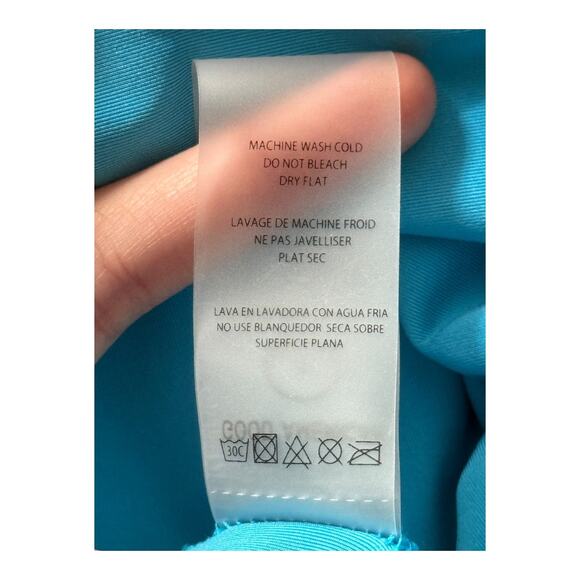 MACHINE WASH COLD
DO NOT BLEACH
DRY FLAT
LAVAGE DE MACHINE FROID
NE PAS JAVELLISER
PLAT SEC
LAVA EN LAVADORA CON AGUA FRIA
NO USE BLANQUEDOR SECA SOBRE
SUPERFICIE PLANA
30C